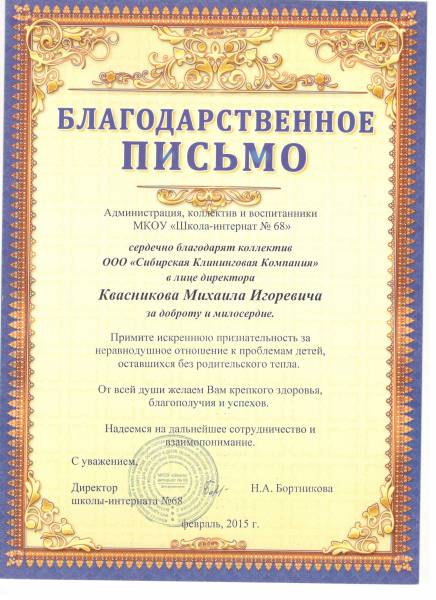 БЛАГОДАРСТВЕННОЕ
ПИСЬМО
Администрация, коллектив и воспитанники
МКОУ «Школа-интернат № 68»
сердечно благодарят коллектив
ООО «Сибирская Клининговая Компания»
в лице директора
Квасникова Михаила Игоревича
за доброту и милосердие.
Примите искреннюю признательность за
неравнодушное отношение к проблемам детей,
оставшихся без родительского тепла.
От всей души желаем Вам крепкого здоровья,
благополучия и успехов.
Надеемся на дальнейшее сотрудничество и
взаимопонимание.
С уважением,
Директор Н.А. Бортникова
школы-интерната №68
февраль, 2015 г.